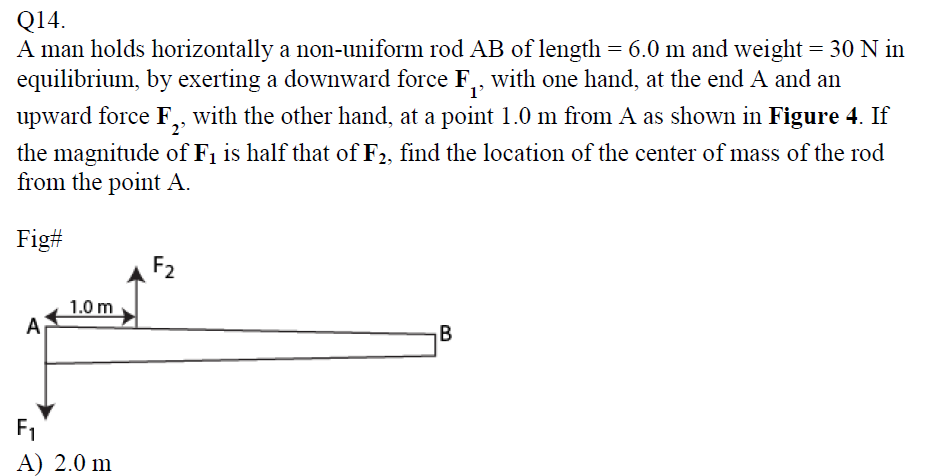 Q14.
A man holds horizontally a non-uniform rod AB of length = 6.0 m and weight = 30 N in
equilibrium, by exerting a downward force F₁, with one hand, at the end A and an
upward force F₂, with the other hand, at a point 1.0 m from A as shown in Figure 4. If
the magnitude of F₁ is half that of F₂, find the location of the center of mass of the rod
from the point A.
Fig#
F₂
1.0 m
A
B
F₁
A) 2.0 m